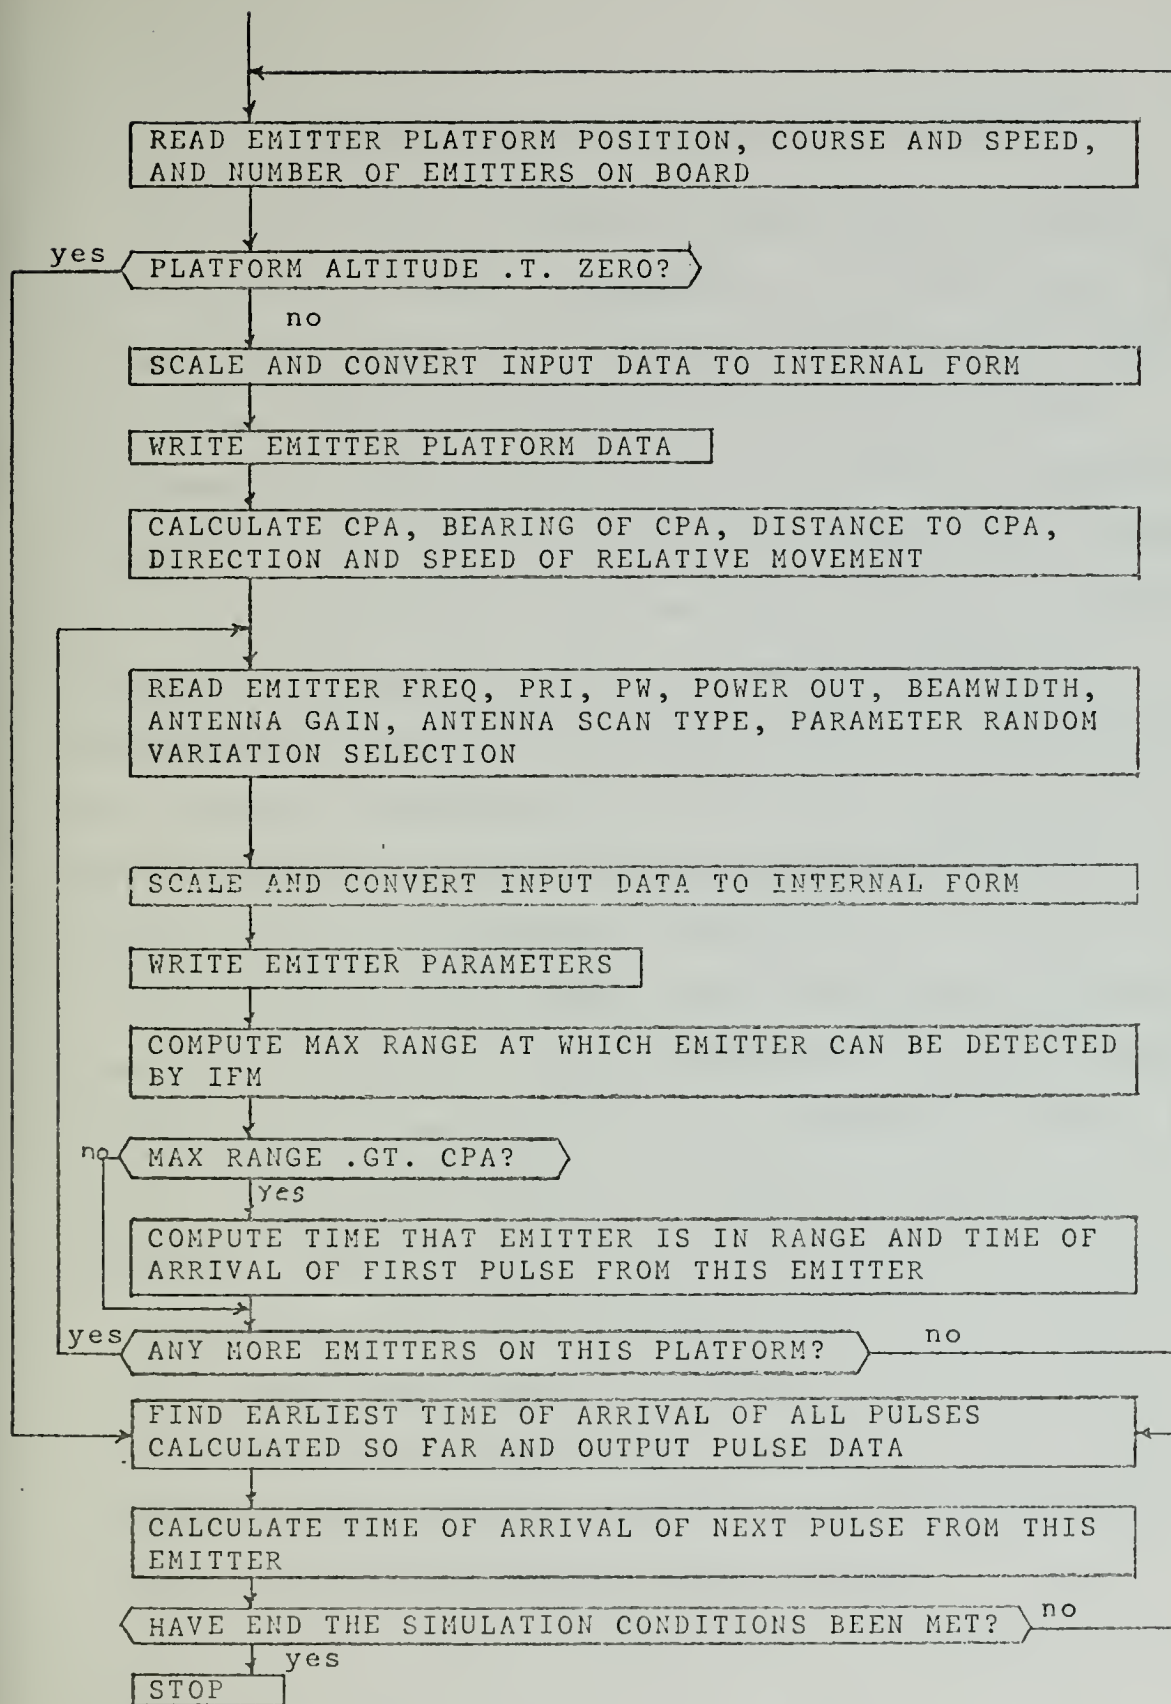 READ EMITTER PLATFORM POSITION, COURSE AND SPEED,
AND NUMBER OF EMITTERS ON BOARD
yes
PLATFORM ALTITUDE .T. ZERO?
no
SCALE AND CONVERT INPUT DATA TO INTERNAL FORM
WRITE EMITTER PLATFORM DATA
CALCULATE CPA, BEARING OF CPA, DISTANCE TO CPA,
DIRECTION AND SPEED OF RELATIVE MOVEMENT
READ EMITTER FREQ, PRI, PW, POWER OUT, BEAMWIDTH,
ANTENNA GAIN, ANTENNA SCAN TYPE, PARAMETER RANDOM
VARIATION SELECTION
SCALE AND CONVERT INPUT DATA TO INTERNAL FORM
WRITE EMITTER PARAMETERS
COMPUTE MAX RANGE AT WHICH EMITTER CAN BE DETECTED
BY IFM
no
MAX RANGE .GT. CPA?
Yes
COMPUTE TIME THAT EMITTER IS IN RANGE AND TIME OF
ARRIVAL OF FIRST PULSE FROM THIS EMITTER
yes
ANY MORE EMITTERS ON THIS PLATFORM?
no
FIND EARLIEST TIME OF ARRIVAL OF ALL PULSES
CALCULATED SO FAR AND OUTPUT PULSE DATA
CALCULATE TIME OF ARRIVAL OF NEXT PULSE FROM THIS
EMITTER
HAVE END THE SIMULATION CONDITIONS BEEN MET?
no
yes
STOP